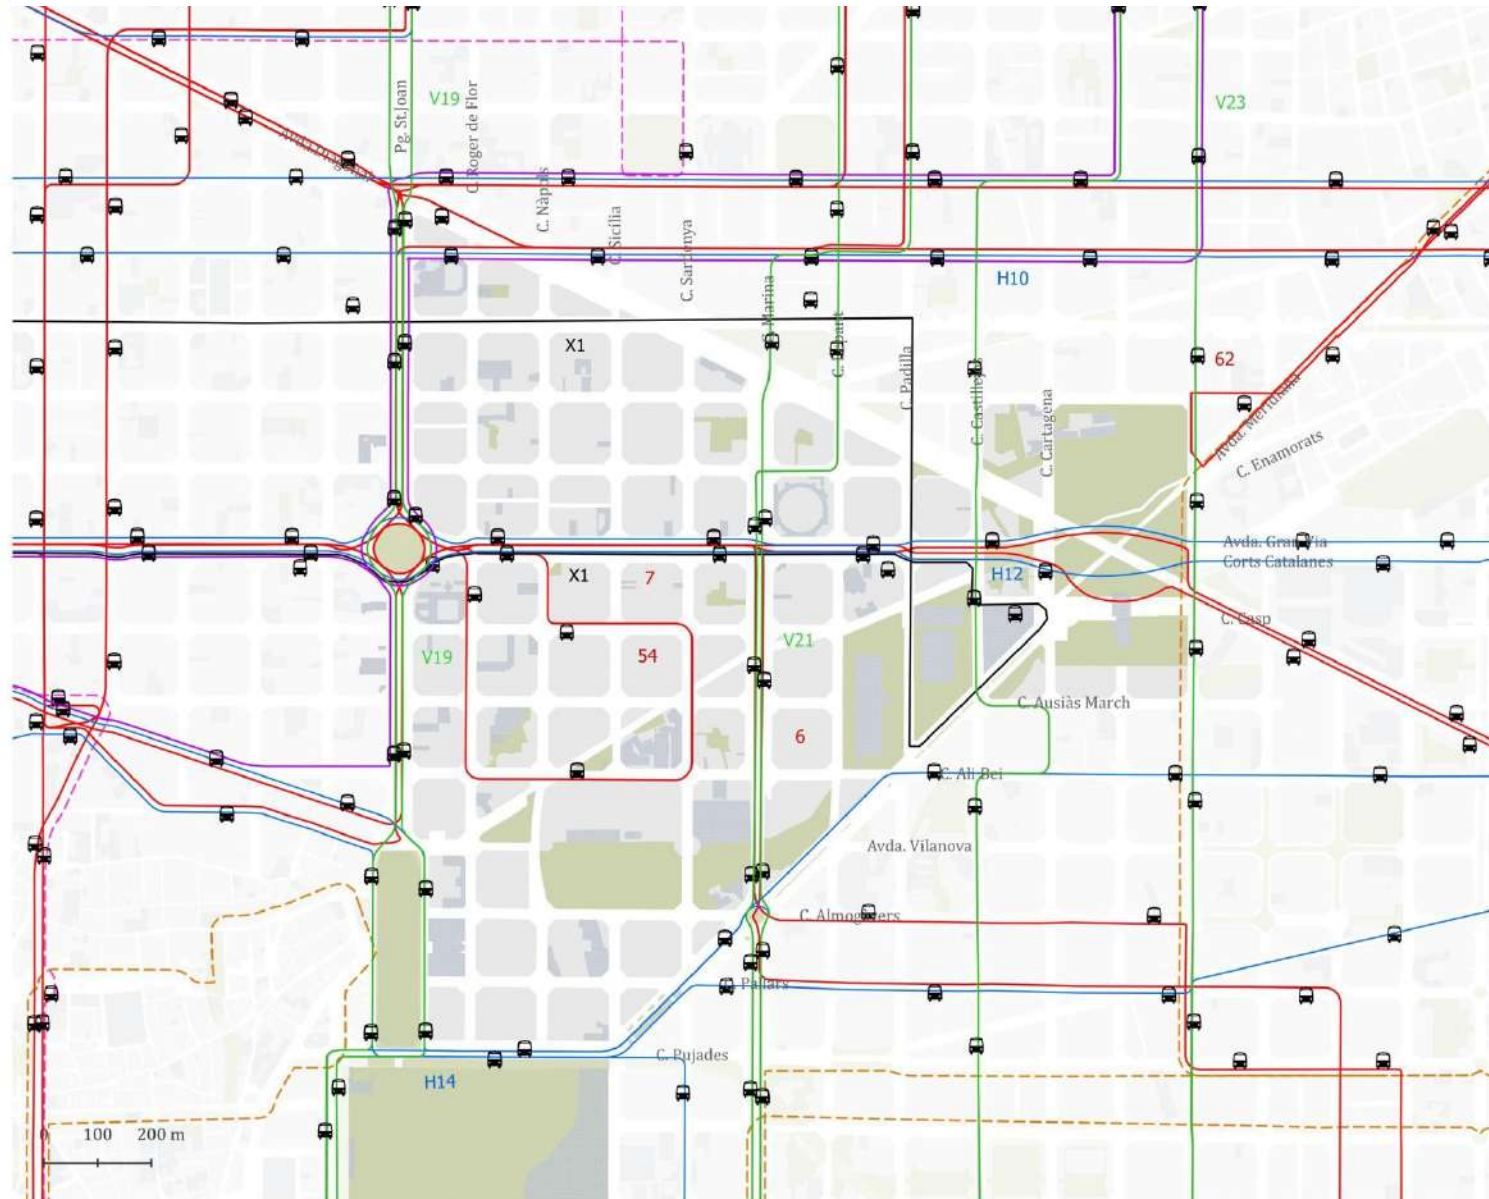 V19
V23
Pg. St.Joan
C. Roger de Flor
C. Nàpols
C. Sicília
C. Sardenya
H10
Marina
X1
C. Padilla
62
C. Castillejos
C. Cartagena
Avda. Meridiana
C. Enamorats
Avda. Gran Via
Corts Catalanes
X1
7
H12
C. Casp
V19
54
V21
C. Ausiàs March
6
C. Ali Bei
Avda. Vilanova
C. Almogàvers
Pallars
C. Pujades
H14
0 100 200 m